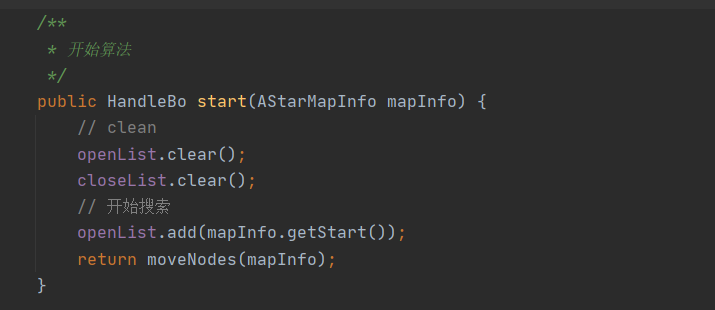 /**
 * 开始算法
 */
public HandleBo start(AStarMapInfo mapInfo) {
    // clean
    openList.clear();
    closeList.clear();
    // 开始搜索
    openList.add(mapInfo.getStart());
    return moveNodes(mapInfo);
}